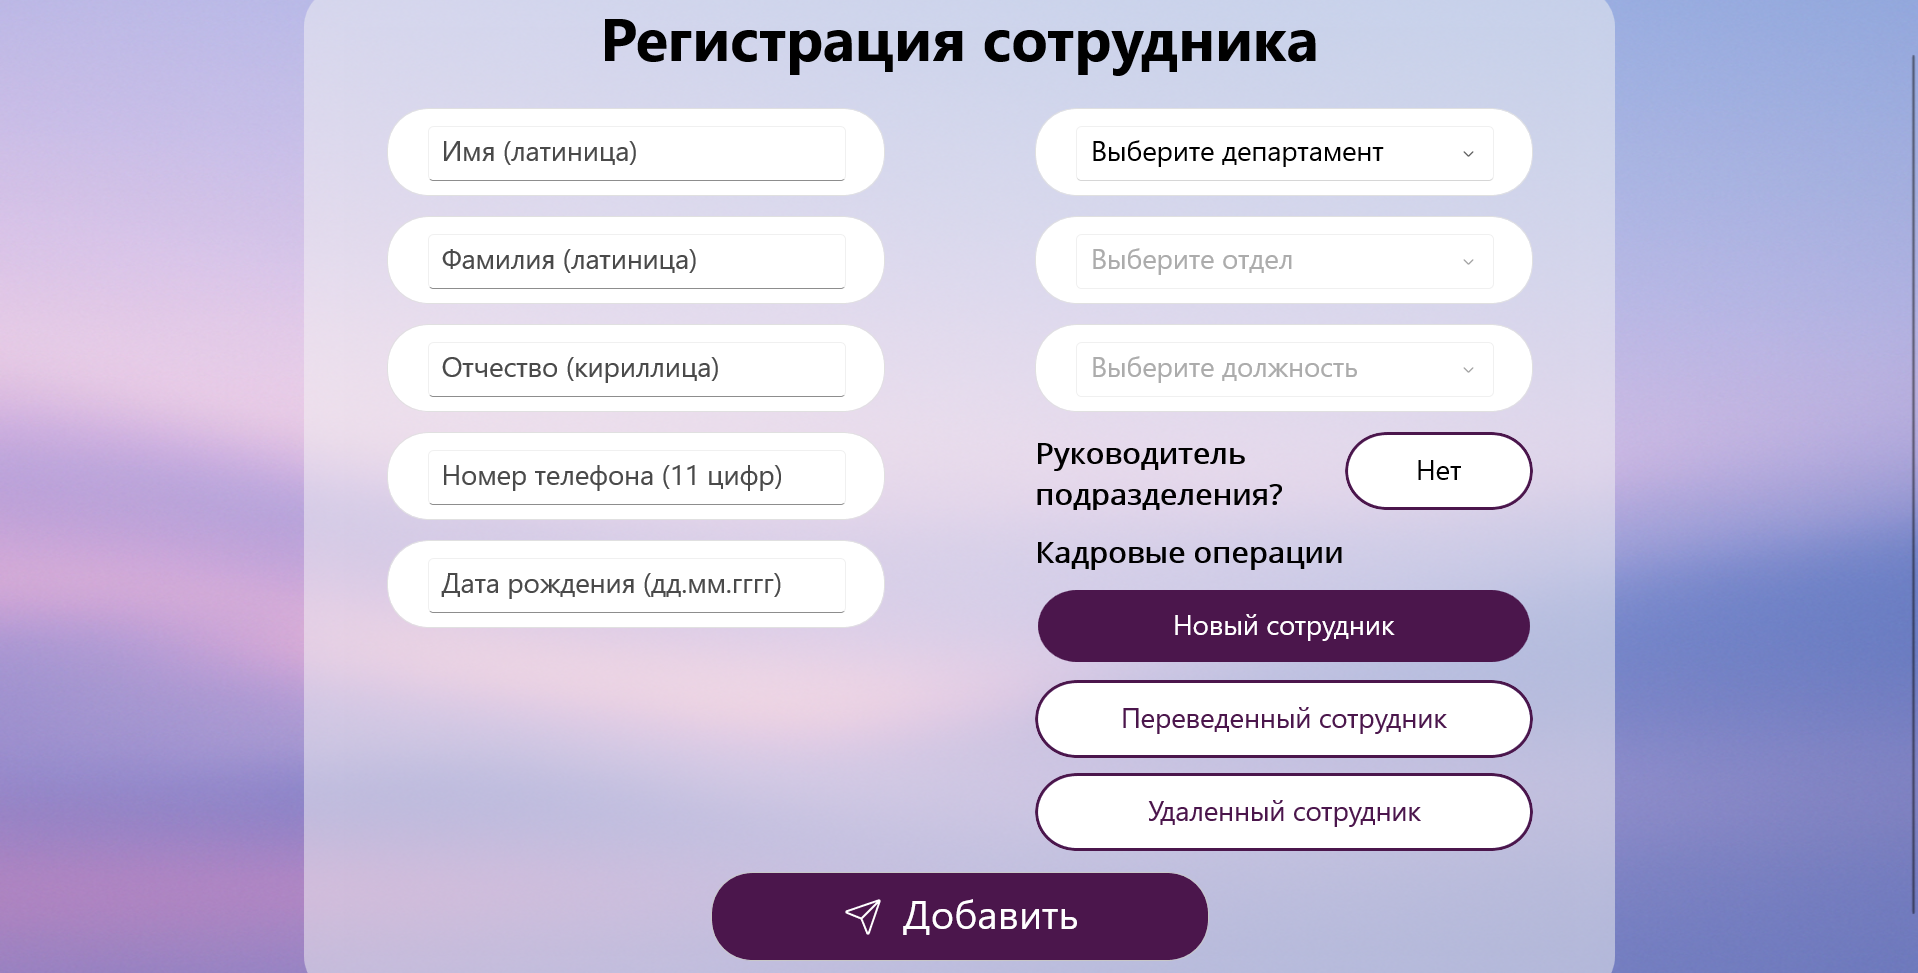 Регистрация сотрудника
Имя (латиница)
Фамилия (латиница)
Отчество (кириллица)
Номер телефона (11 цифр)
Дата рождения (дд.мм.гггг)
Выберите департамент
Выберите отдел
Выберите должность
Руководитель
подразделения?
Нет
Кадровые операции
Новый сотрудник
Переведенный сотрудник
Удаленный сотрудник
Добавить